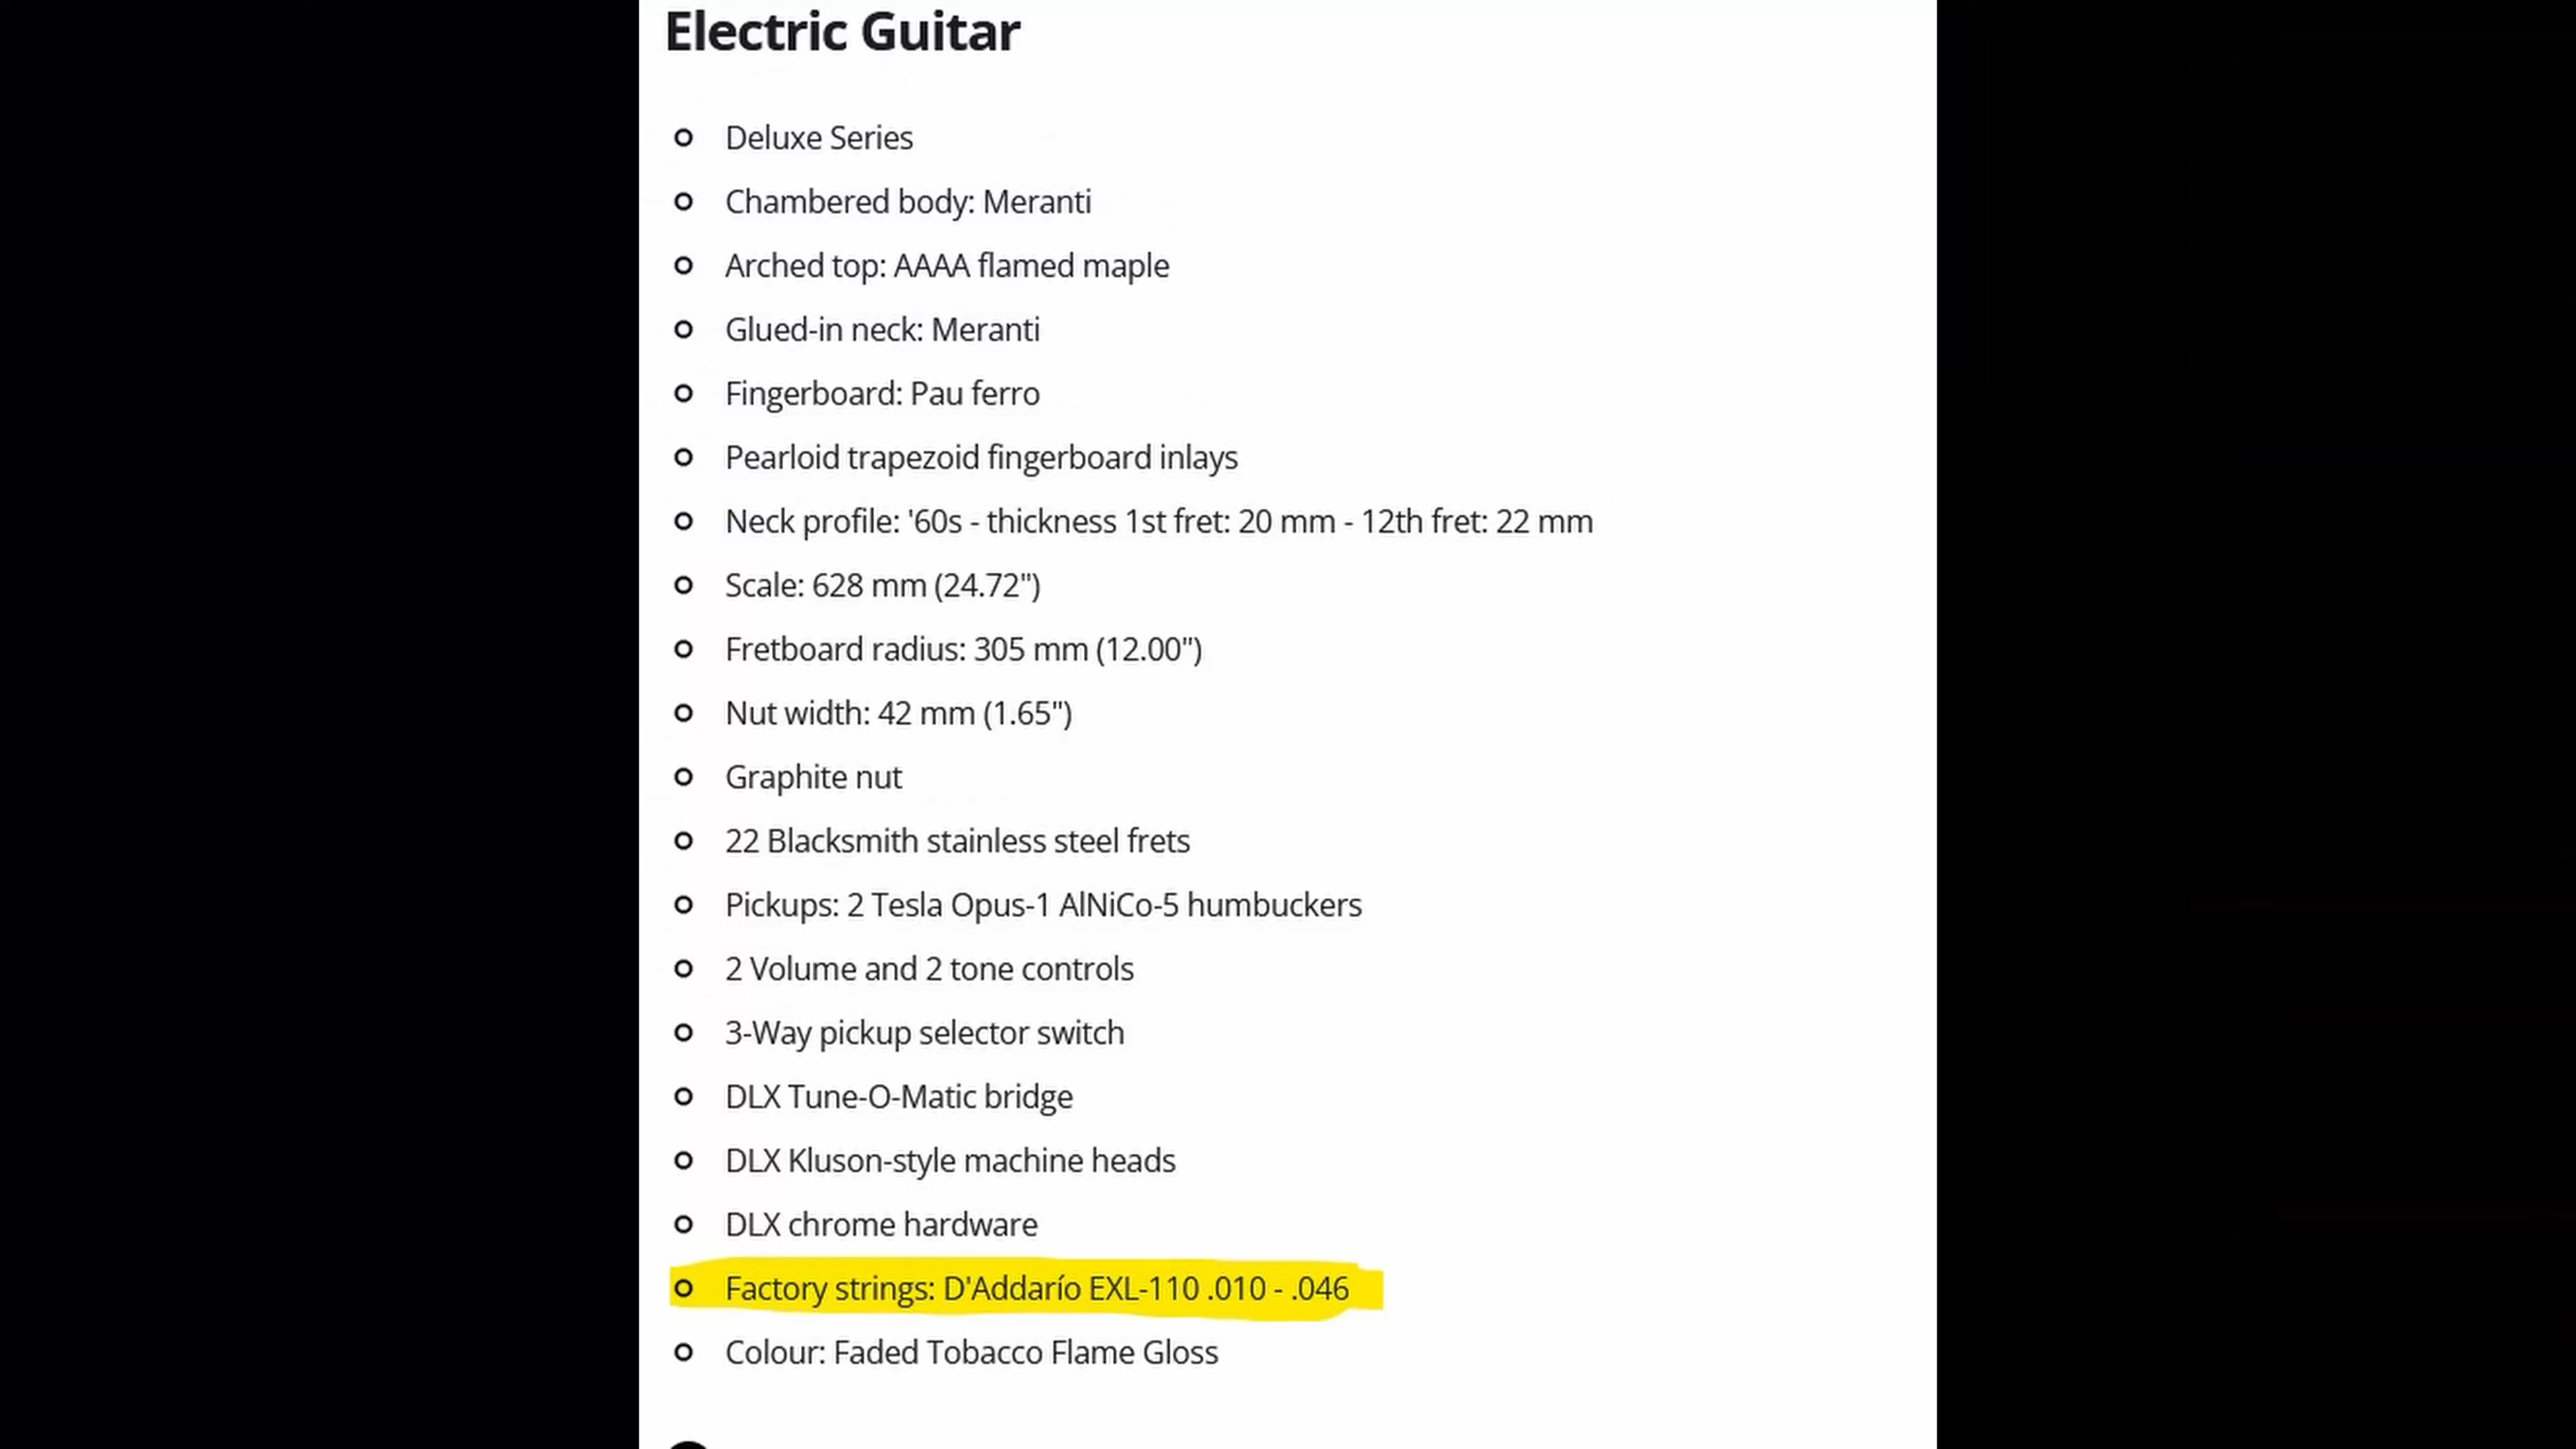 Electric Guitar
Deluxe Series
Chambered body: Meranti
Arched top: AAAA flamed maple
Glued-in neck: Meranti
Fingerboard: Pau ferro
Pearloid trapezoid fingerboard inlays
Neck profile: '60s - thickness 1st fret: 20 mm - 12th fret: 22 mm
Scale: 628 mm (24.72")
Fretboard radius: 305 mm (12.00")
Nut width: 42 mm (1.65")
Graphite nut
22 Blacksmith stainless steel frets
Pickups: 2 Tesla Opus-1 AlNiCo-5 humbuckers
2 Volume and 2 tone controls
3-Way pickup selector switch
DLX Tune-O-Matic bridge
DLX Kluson-style machine heads
DLX chrome hardware
Factory strings: D'Addarío EXL-110 .010 - .046
Colour: Faded Tobacco Flame Gloss